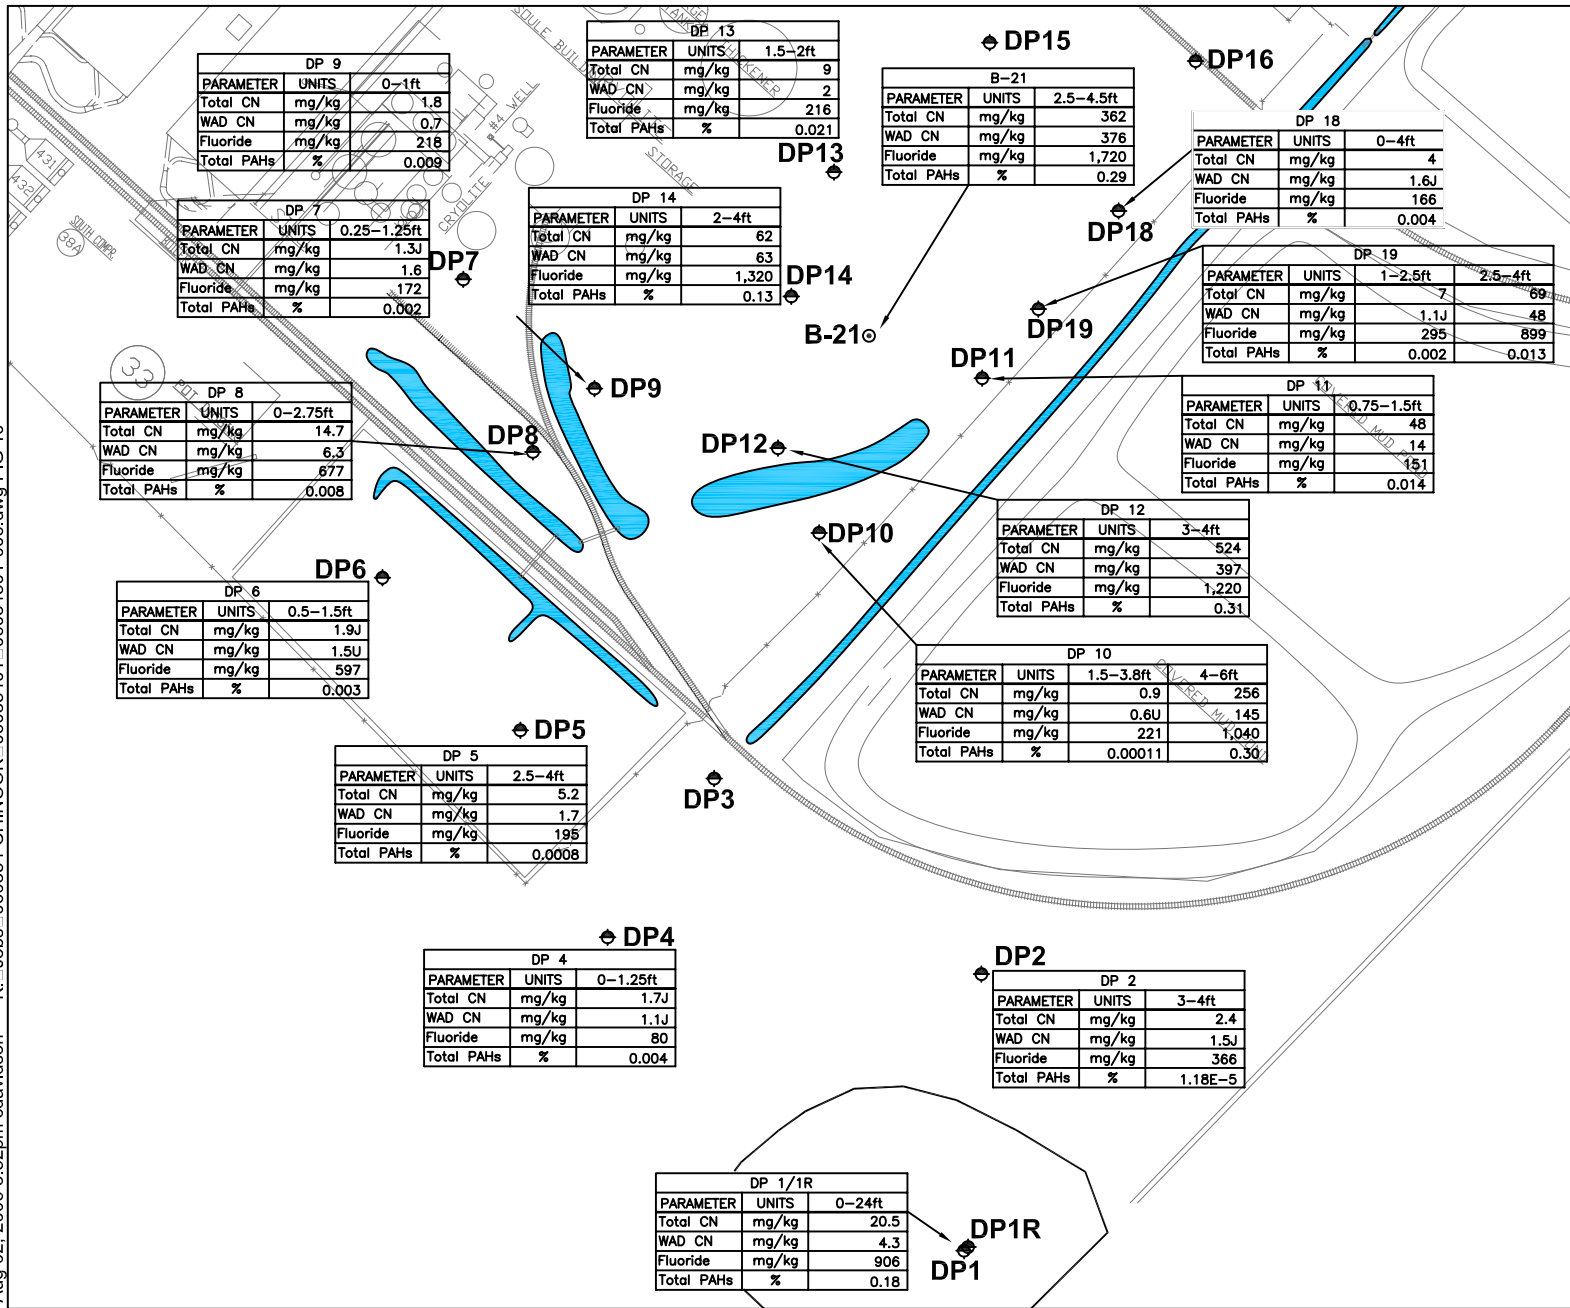 DP 9
PARAMETER UNITS 0-1ft
Total CN mg/kg 1.8
WAD CN mg/kg 0.7
Fluoride mg/kg 218
Total PAHs % 0.009
DP 13
PARAMETER UNITS 1.5-2ft
Total CN mg/kg 9
WAD CN mg/kg 2
Fluoride mg/kg 216
Total PAHs % 0.021
THICKENER
STORAGE
#4 WELL
CRYOLITE
DP13
DP15
DP16
B-21
PARAMETER UNITS 2.5-4.5ft
Total CN mg/kg 362
WAD CN mg/kg 376
Fluoride mg/kg 1,720
Total PAHs % 0.29
DP 18
PARAMETER UNITS 0-4ft
Total CN mg/kg 4
WAD CN mg/kg 1.6J
Fluoride mg/kg 166
Total PAHs % 0.004
431
432
SOUTH COMPR
38A
DP 7
PARAMETER UNITS 0.25-1.25ft
Total CN mg/kg 1.3J
WAD CN mg/kg 1.6
Fluoride mg/kg 172
Total PAHs % 0.002
DP7
DP 14
PARAMETER UNITS 2-4ft
Total CN mg/kg 62
WAD CN mg/kg 63
Fluoride mg/kg 1,320
Total PAHs % 0.13
DP14
DP18
DP 19
PARAMETER UNITS 1-2.5ft 2.5-4ft
Total CN mg/kg 7 69
WAD CN mg/kg 1.1J 48
Fluoride mg/kg 295 899
Total PAHs % 0.002 0.013
DP19
B-21
DP11
DP9
33
DP 8
PARAMETER UNITS 0-2.75ft
Total CN mg/kg 14.7
WAD CN mg/kg 6.3
Fluoride mg/kg 677
Total PAHs % 0.008
DP8
DP12
DP 11
PARAMETER UNITS 0.75-1.5ft
Total CN mg/kg 48
WAD CN mg/kg 14
Fluoride mg/kg 151
Total PAHs % 0.014
COVERED MUD POND
DP 12
PARAMETER UNITS 3-4ft
Total CN mg/kg 524
WAD CN mg/kg 397
Fluoride mg/kg 1,220
Total PAHs % 0.31
DP10
DP6
DP 6
PARAMETER UNITS 0.5-1.5ft
Total CN mg/kg 1.9J
WAD CN mg/kg 1.5U
Fluoride mg/kg 597
Total PAHs % 0.003
DP 10
PARAMETER UNITS 1.5-3.8ft 4-6ft
Total CN mg/kg 0.9 256
WAD CN mg/kg 0.6U 145
Fluoride mg/kg 221 1,040
Total PAHs % 0.00011 0.30
COVERED MUD POND
DP5
DP 5
PARAMETER UNITS 2.5-4ft
Total CN mg/kg 5.2
WAD CN mg/kg 1.7
Fluoride mg/kg 195
Total PAHs % 0.0008
DP3
DP4
DP 4
PARAMETER UNITS 0-1.25ft
Total CN mg/kg 1.7J
WAD CN mg/kg 1.1J
Fluoride mg/kg 80
Total PAHs % 0.004
DP2
DP 2
PARAMETER UNITS 3-4ft
Total CN mg/kg 2.4
WAD CN mg/kg 1.5J
Fluoride mg/kg 366
Total PAHs % 1.18E-5
DP 1/1R
PARAMETER UNITS 0-24ft
Total CN mg/kg 20.5
WAD CN mg/kg 4.3
Fluoride mg/kg 906
Total PAHs % 0.18
DP1R
DP1